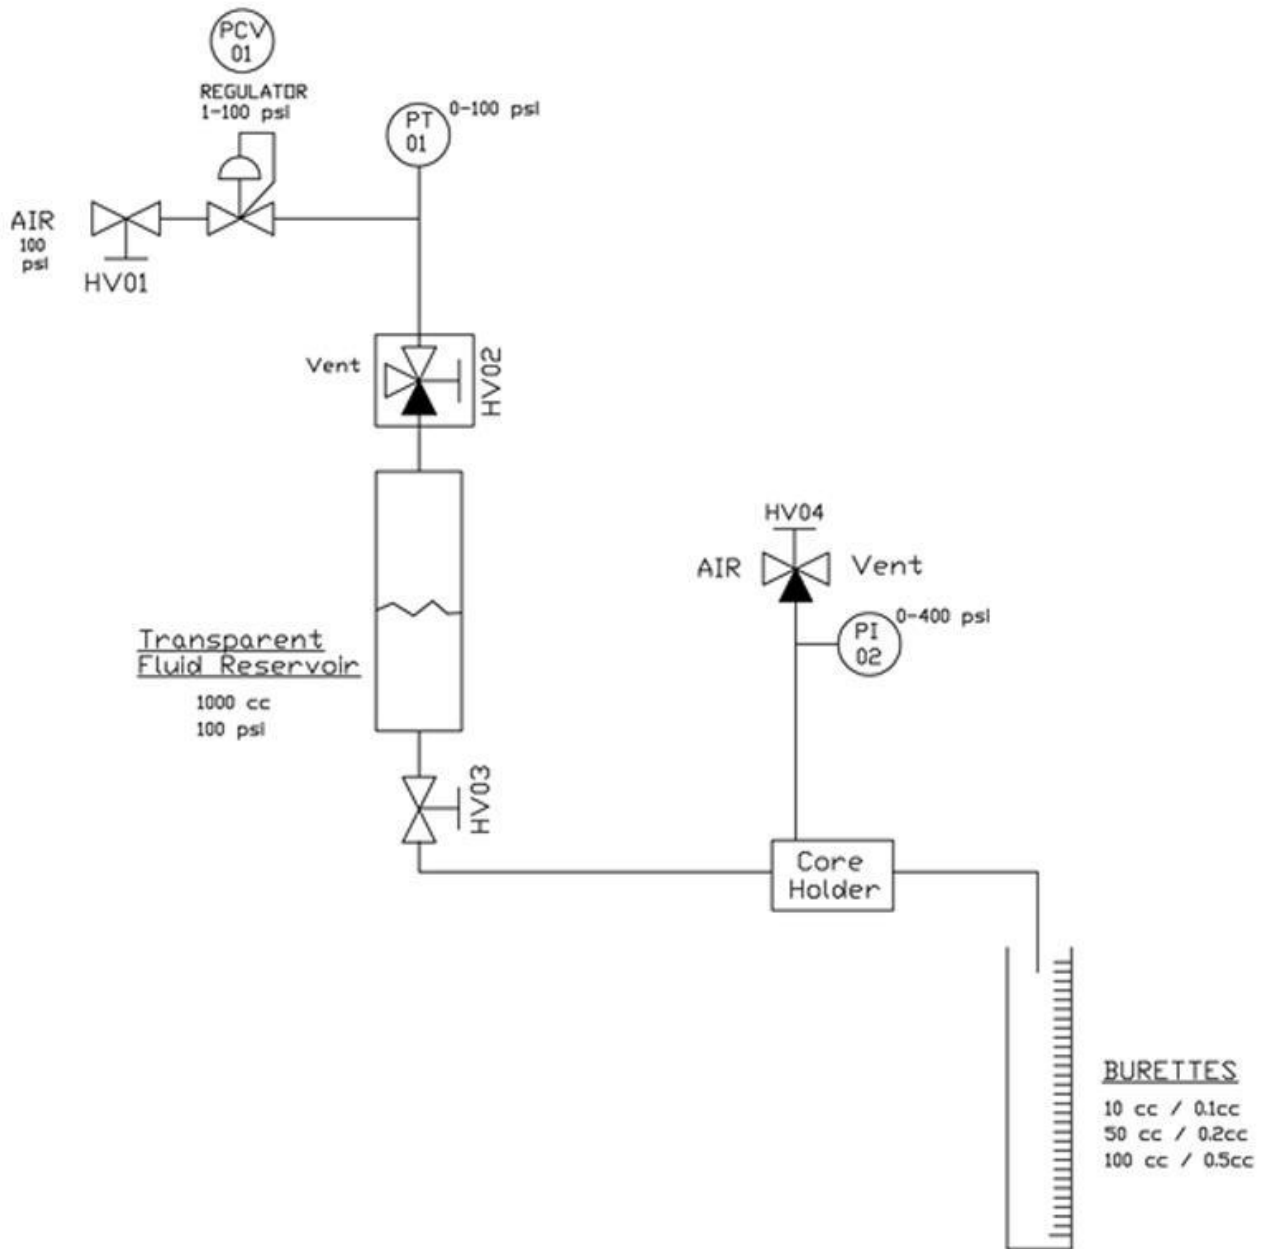 PCV
01
REGULATOR
1-100 psi
PT
01
0-100 psi
AIR
100
psi
HV01
Vent
HV02
HV04
AIR
Vent
PI
02
0-400 psi
Transparent
Fluid Reservoir
1000 cc
100 psi
HV03
Core
Holder
BURETTES
10 cc / 0.1cc
50 cc / 0.2cc
100 cc / 0.5cc